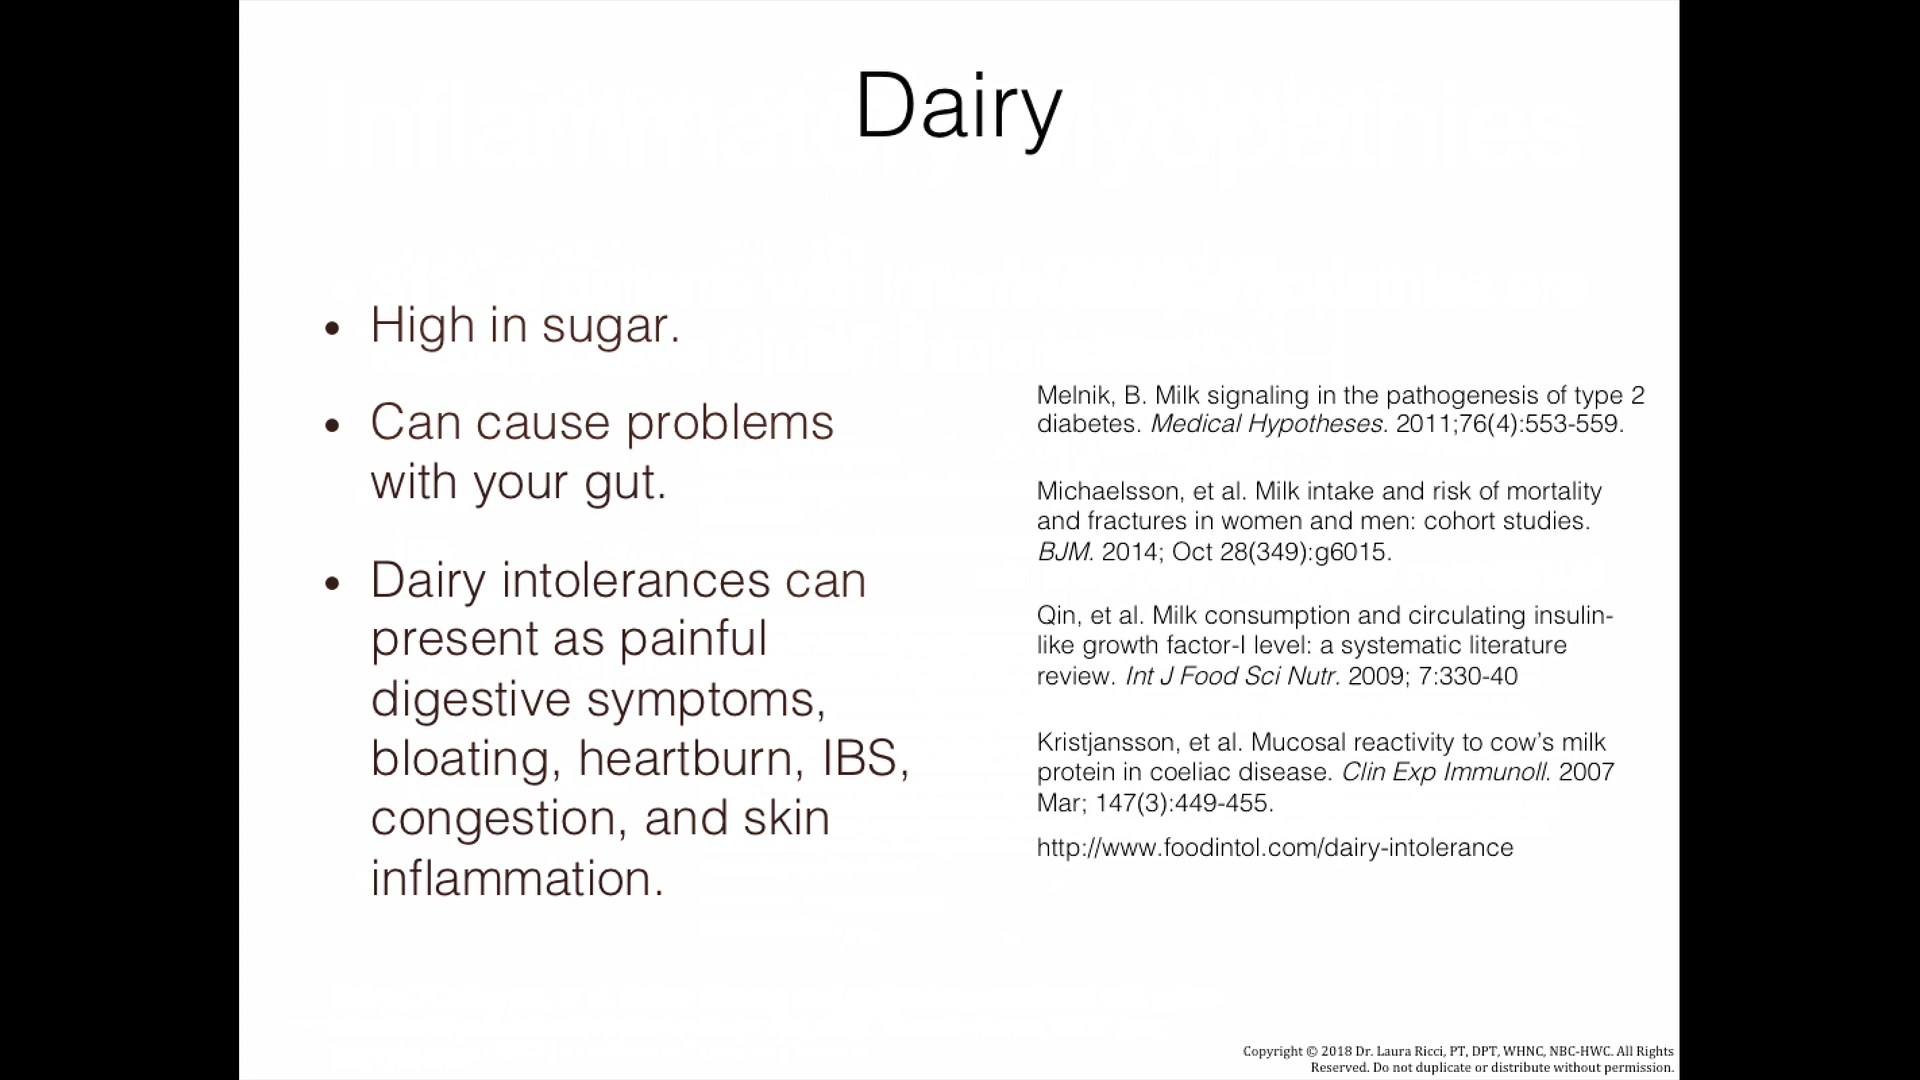 Dairy
• High in sugar.
• Can cause problems
with your gut.
• Dairy intolerances can
present as painful
digestive symptoms,
bloating, heartburn, IBS,
congestion, and skin
inflammation.
Melnik, B. Milk signaling in the pathogenesis of type 2
diabetes. Medical Hypotheses. 2011;76(4):553-559.
Michaelsson, et al. Milk intake and risk of mortality
and fractures in women and men: cohort studies.
BJM. 2014; Oct 28(349):g6015.
Qin, et al. Milk consumption and circulating insulin-
like growth factor-I level: a systematic literature
review. Int J Food Sci Nutr. 2009; 7:330-40
Kristjansson, et al. Mucosal reactivity to cow's milk
protein in coeliac disease. Clin Exp Immunoll. 2007
Mar; 147(3):449-455.
http://www.foodintol.com/dairy-intolerance
Copyright © 2018 Dr. Laura Ricci, PT, DPT, WHNC, NBC-HWC. All Rights
Reserved. Do not duplicate or distribute without permission.